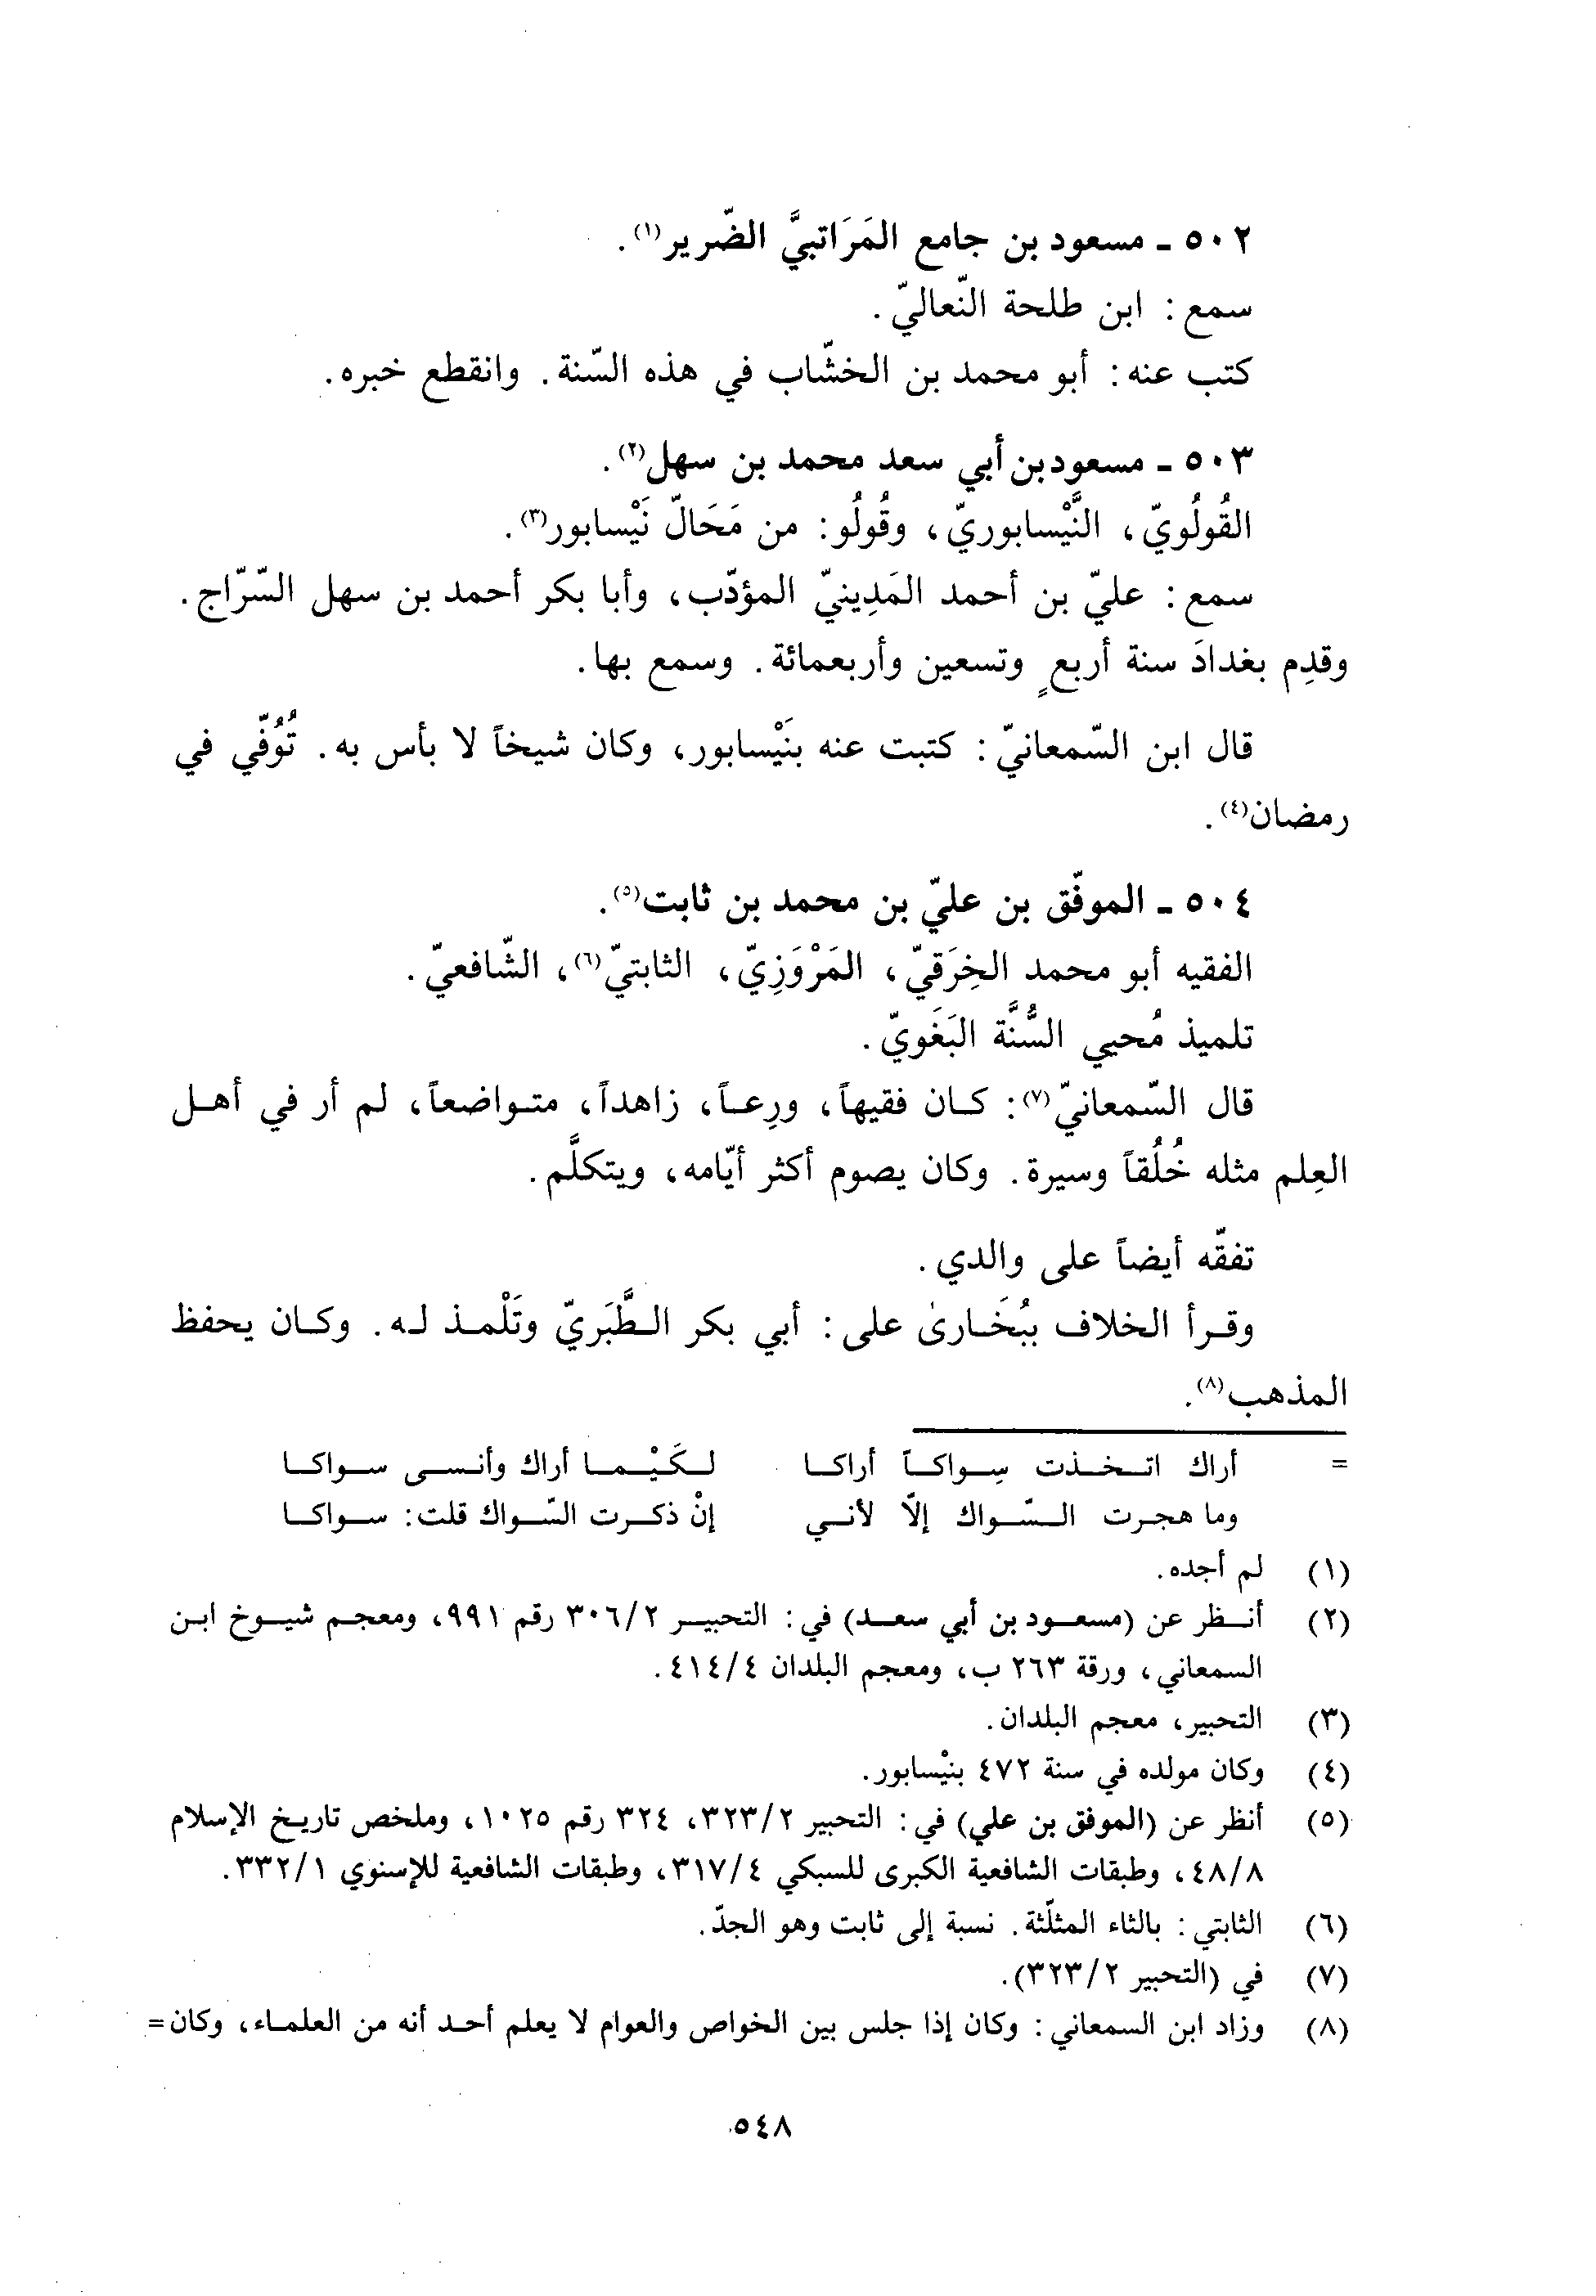 ٥٠٢ ـ مسعود بن جامع المَرَاتبيَّ الضّرير(١).
سمع: ابن طلحة النّعاليّ.
كتب عنه: أبو محمد بن الخشّاب في هذه السّنة. وانقطع خبره.
٥٠٣ ـ مسعودبن أبي سعد محمد بن سهل(٢).
القُولُويّ، النَّيْسابوريّ، وقُولُو: من مَحَالّ نَيْسابور(٣).
سمع: عليّ بن أحمد المَدِينيّ المؤدّب، وأبا بكر أحمد بن سهل السّرّاج.
وقدِم بغدادَ سنة أربعٍ وتسعين وأربعمائة. وسمع بها.
قال ابن السّمعانيّ: كتبت عنه بنَيْسابور، وكان شيخاً لا بأس به. تُوُفّي في
رمضان(٤).
٥٠٤ ـ الموفّق بن عليّ بن محمد بن ثابت(٥).
الفقيه أبو محمد الخِرَقيّ، المَرْوَزِيّ، الثابتيّ(٦)، الشّافعيّ.
تلميذ مُحيي السُّنَّة البَغَويّ.
قال السّمعانيّ(٧): كان فقيهاً، ورِعاً، زاهداً، متواضعاً، لم أر في أهل
العِلم مثله خُلُقاً وسيرة. وكان يصوم أكثر أيّامه، ويتكلَّم.
تفقّه أيضاً على والدي.
وقرأ الخلاف ببُخَارىٰ على: أبي بكر الطَّبَريّ وتَلْمذ له. وكان يحفظ
المذهب(٨).
= أراك اتخذت سِواكاً أراكا لكَيْما أراك وأنسى سواكا
وما هجرت السّواك إلاّ لأني إنْ ذكرت السّواك قلت: سواكا
(١) لم أجده.
(٢) أنظر عن (مسعود بن أبي سعد) في: التحبير ٣٠٦/٢ رقم ٩٩١، ومعجم شيوخ ابن
السمعاني، ورقة ٢٦٣ ب، ومعجم البلدان ٤١٤/٤.
(٣) التحبير، معجم البلدان.
(٤) وكان مولده في سنة ٤٧٢ بنيْسابور.
(٥) أنظر عن (الموفق بن علي) في: التحبير ٣٢٣/٢، ٣٢٤ رقم ١٠٢٥، وملخص تاريخ الإسلام
٤٨/٨، وطبقات الشافعية الكبرى للسبكي ٣١٧/٤، وطبقات الشافعية للإسنوي ٣٣٢/١.
(٦) الثابتي: بالثاء المثلّثة. نسبة إلى ثابت وهو الجدّ.
(٧) في (التحبير ٣٢٣/٢).
(٨) وزاد ابن السمعاني: وكان إذا جلس بين الخواص والعوام لا يعلم أحد أنه من العلماء، وكان=
٥٤٨